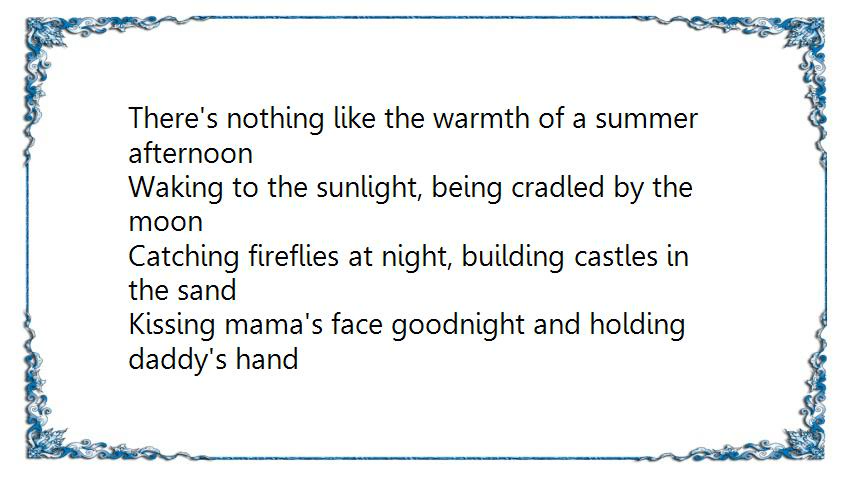 There's nothing like the warmth of a summer
afternoon
Waking to the sunlight, being cradled by the
moon
Catching fireflies at night, building castles in
the sand
Kissing mama's face goodnight and holding
daddy's hand